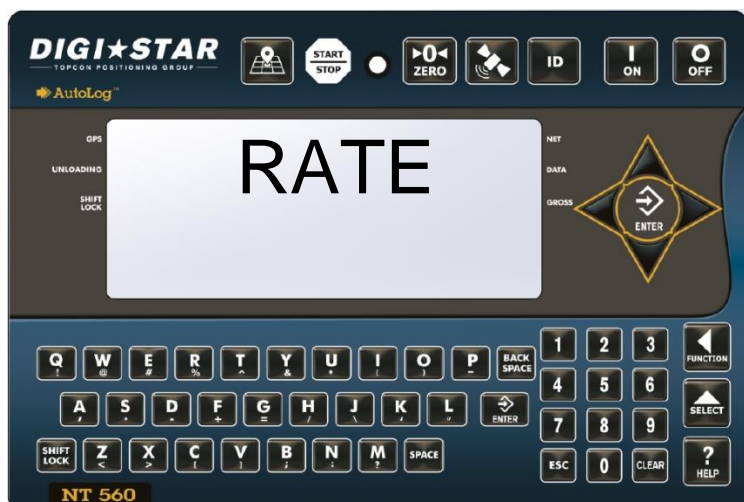 DIGI★STAR
TOPCON POSITIONING GROUP
AutoLog™
START
STOP
▶0◀
ZERO
ID
I
ON
O
OFF
GPS
UNLOADING
SHIFT
LOCK
RATE
NET
DATA
GROSS
ENTER
Q W E R T Y U I O P BACK
SPACE
! @ # % ^ & * ( ) _
A S D F G H J K L ENTER
SHIFT
LOCK
Z X C V B N M SPACE
< > [ ] ; : ?
1 2 3
FUNCTION
4 5 6
SELECT
7 8 9
ESC 0 CLEAR
?
HELP
NT 560